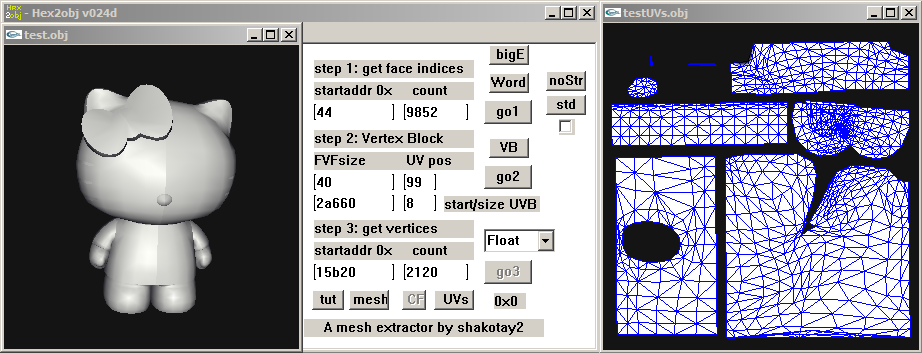 Hex2obj
- Hex2obj v024d
test.obj
testUVs.obj
bigE
step 1: get face indices
Word
noStr
startaddr 0x count
std
44 9852
go1
step 2: Vertex Block
VB
FVFsize UV pos
go2
40 99
2a660 8 start/size UVB
step 3: get vertices
Float
startaddr 0x count
15b20 2120
go3
tut mesh CF UVs 0x0
A mesh extractor by shakotay2